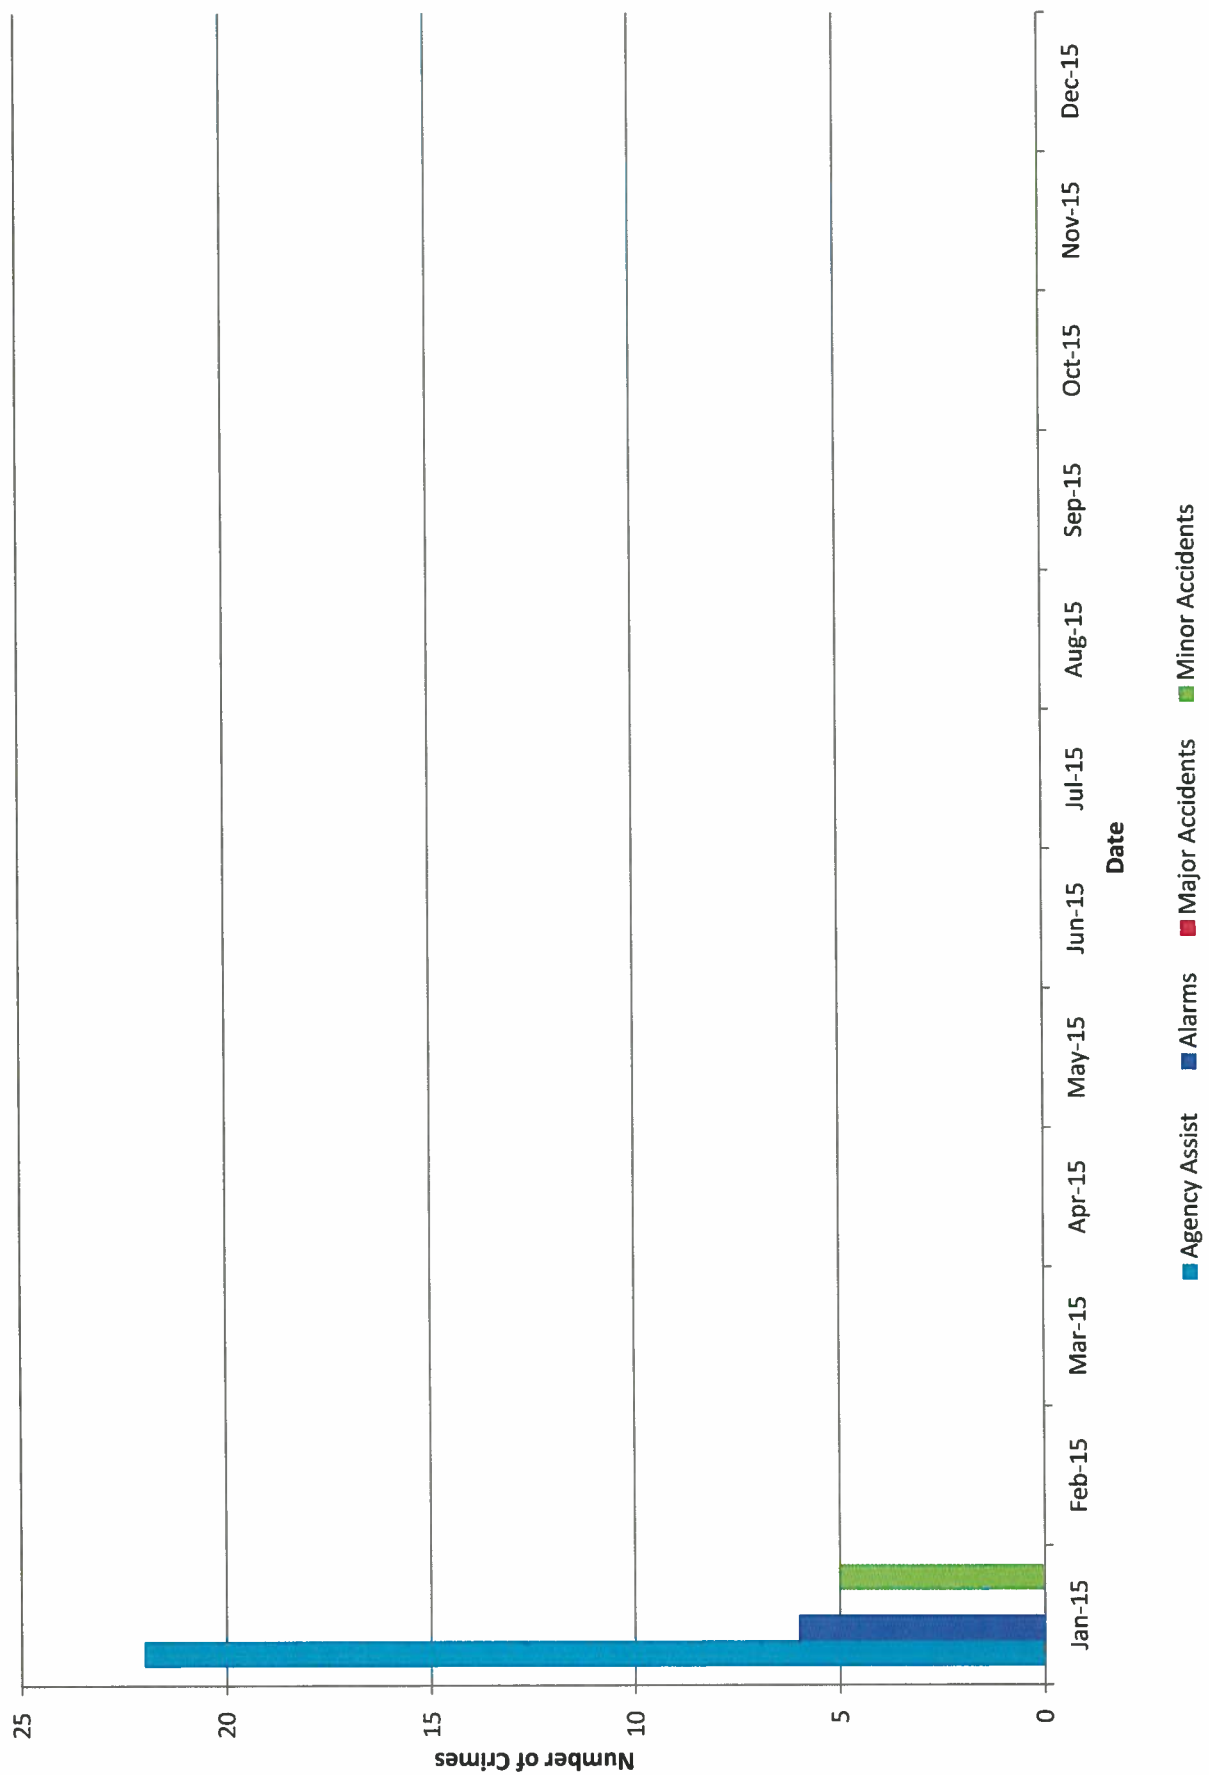 Number of Crimes
25
20
15
10
5
0
Jan-15 Feb-15 Mar-15 Apr-15 May-15 Jun-15 Jul-15 Aug-15 Sep-15 Oct-15 Nov-15 Dec-15
Date
Agency Assist Alarms Major Accidents Minor Accidents